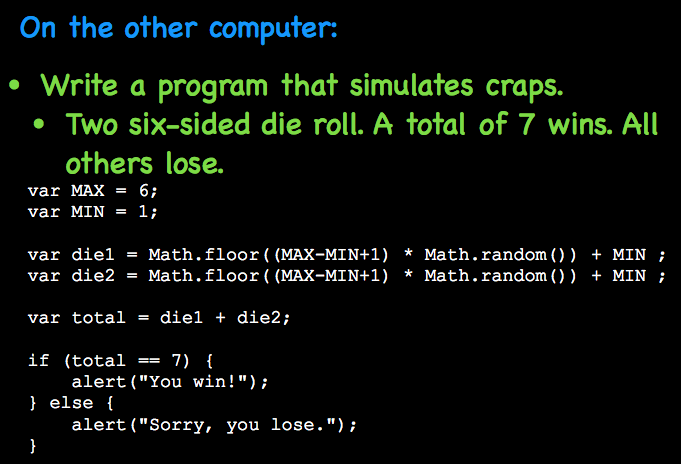 On the other computer:
• Write a program that simulates craps.
• Two six-sided die roll. A total of 7 wins. All
others lose.
var MAX = 6;
var MIN = 1;
var die1 = Math.floor((MAX-MIN+1) * Math.random()) + MIN ;
var die2 = Math.floor((MAX-MIN+1) * Math.random()) + MIN ;
var total = die1 + die2;
if (total == 7) {
    alert("You win!");
} else {
    alert("Sorry, you lose.");
}